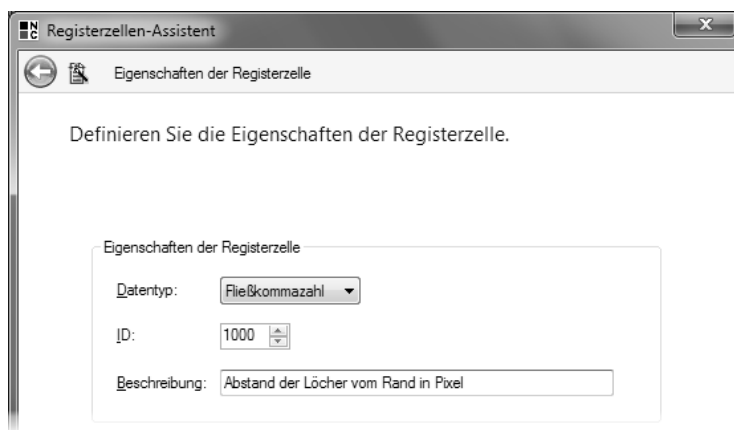 Registerzellen-Assistent
Eigenschaften der Registerzelle
Definieren Sie die Eigenschaften der Registerzelle.
Eigenschaften der Registerzelle
Datentyp: Fließkommazahl
ID: 1000
Beschreibung: Abstand der Löcher vom Rand in Pixel